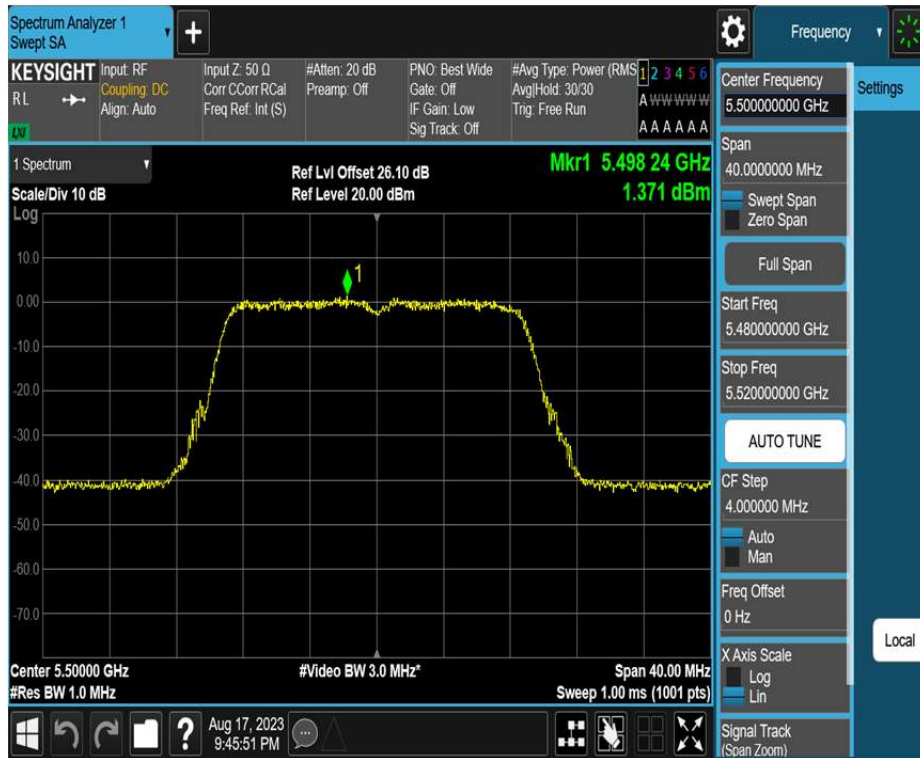 Spectrum Analyzer 1
Swept SA
+
Frequency
KEYSIGHT
R L
LXI
Input: RF
Coupling: DC
Align: Auto
Input Z: 50 Ω
Corr CCorr RCal
Freq Ref: Int (S)
#Atten: 20 dB
Preamp: Off
PNO: Best Wide
Gate: Off
IF Gain: Low
Sig Track: Off
#Avg Type: Power (RMS
Avg|Hold: 30/30
Trig: Free Run
1 2 3 4 5 6
A W W W W W
A A A A A A
1 Spectrum
Scale/Div 10 dB
Log
Ref Lvl Offset 26.10 dB
Ref Level 20.00 dBm
Mkr1 5.498 24 GHz
1.371 dBm
10.0
0.00
-10.0
-20.0
-30.0
-40.0
-50.0
-60.0
-70.0
1
Center 5.50000 GHz
#Res BW 1.0 MHz
#Video BW 3.0 MHz*
Span 40.00 MHz
Sweep 1.00 ms (1001 pts)
?
Aug 17, 2023
9:45:51 PM
Center Frequency
5.500000000 GHz
Span
40.0000000 MHz
Swept Span
Zero Span
Full Span
Start Freq
5.480000000 GHz
Stop Freq
5.520000000 GHz
AUTO TUNE
CF Step
4.000000 MHz
Auto
Man
Freq Offset
0 Hz
X Axis Scale
Log
Lin
Signal Track
(Span Zoom)
Settings
Local